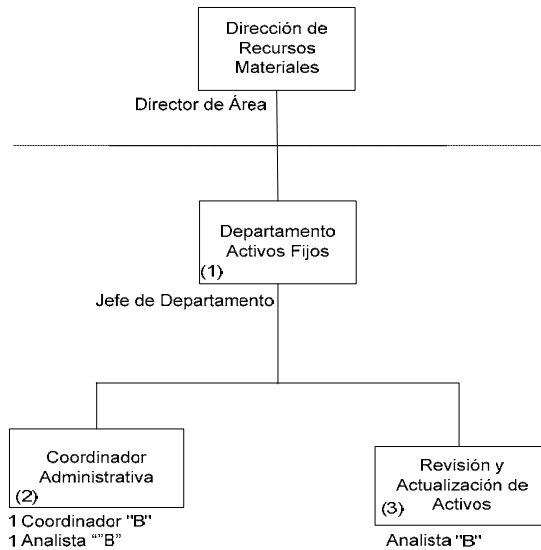 Dirección de
Recursos
Materiales
Director de Área
Departamento
Activos Fijos
(1)
Jefe de Departamento
Coordinador
Administrativa
(2)
1 Coordinador "B"
1 Analista “”B”
Revisión y
Actualización de
(3) Activos
Analista "B"